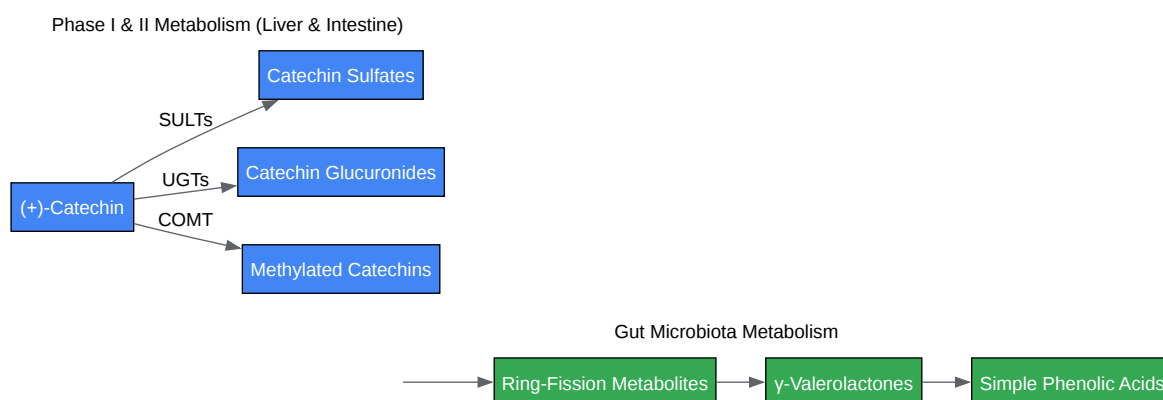 Phase I & II Metabolism (Liver & Intestine)
Catechin Sulfates
SULTs
UGTs
Catechin Glucuronides
(+)-Catechin
COMT
Methylated Catechins
Gut Microbiota Metabolism
Ring-Fission Metabolites
γ-Valerolactones
Simple Phenolic Acids